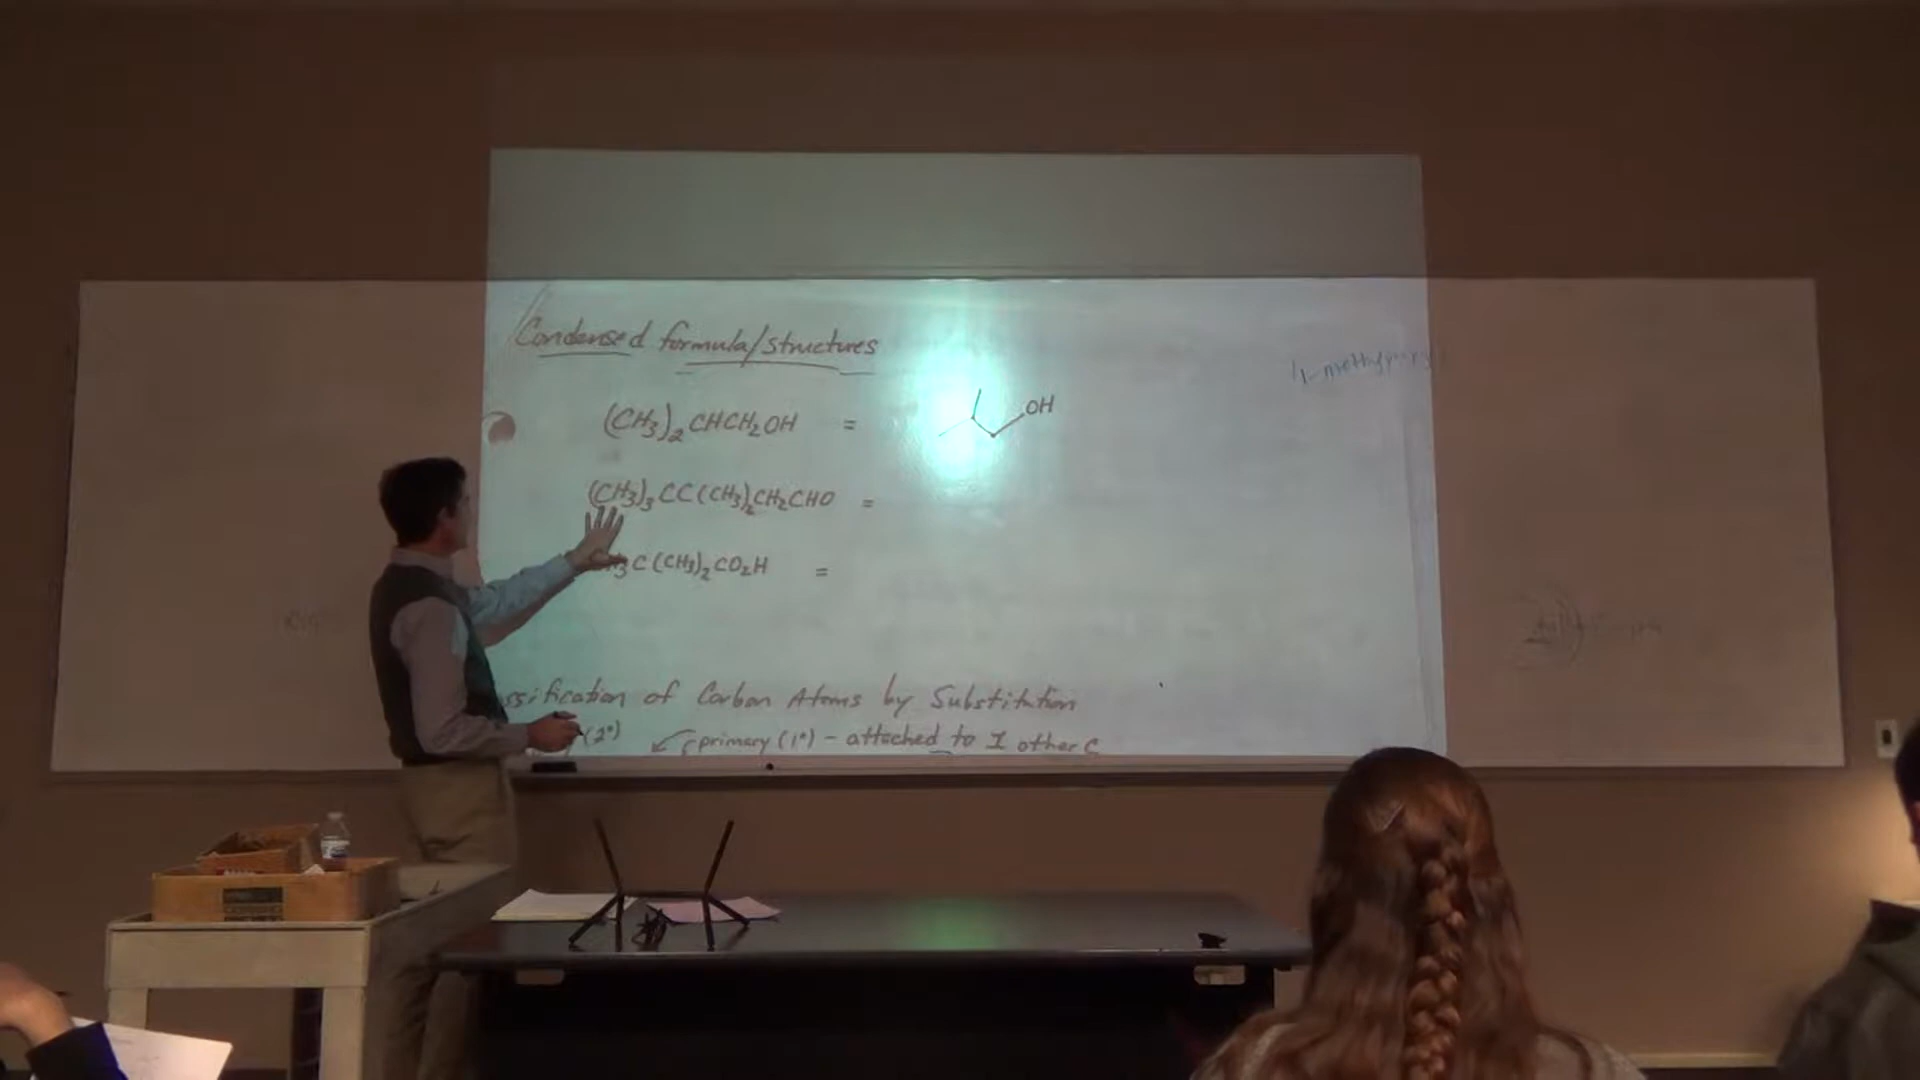 Condensed formula/structures
(CH₃)₂CHCH₂OH =
OH
(CH₃)₃CC(CH₃)₂CH₂CHO =
C(CH₃)₂CO₂H =
ssification of Carbon Atoms by Substitution
(2°) primary (1°) - attached to 1 other C